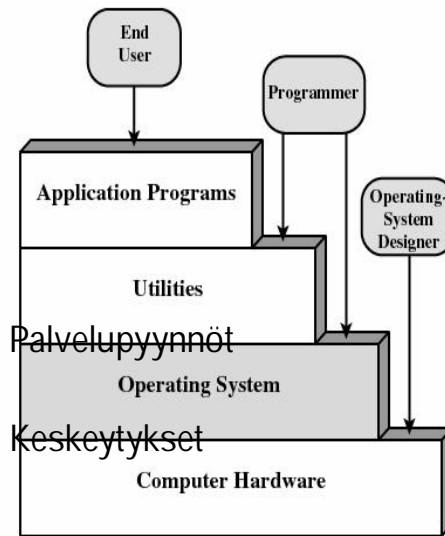 End
User
Programmer
Application Programs
Operating-
System
Designer
Utilities
Palvelupyynnöt
Operating System
Keskeytykset
Computer Hardware